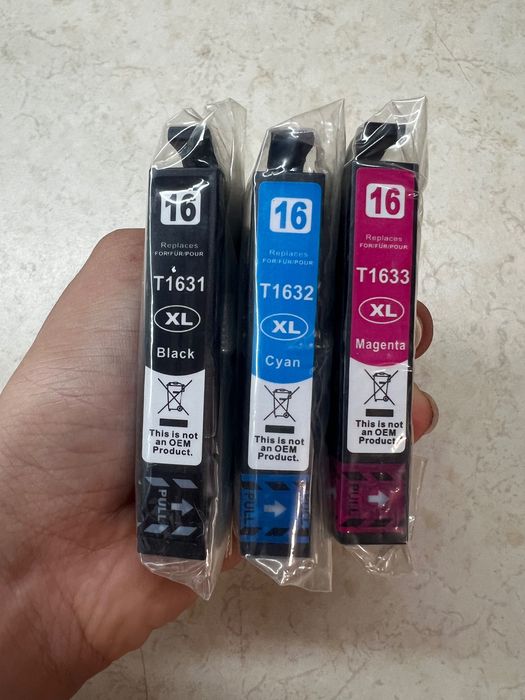 16
Replaces
FOR/FÜR/POUR
T1631
XL
Black
This is not
an OEM
Product.
PULL
16
Replaces
FOR/FÜR/POUR
T1632
XL
Cyan
This is not
an OEM
Product.
PULL
16
Replaces
FOR/FÜR/POUR
T1633
XL
Magenta
This is not
an OEM
Product.
PULL